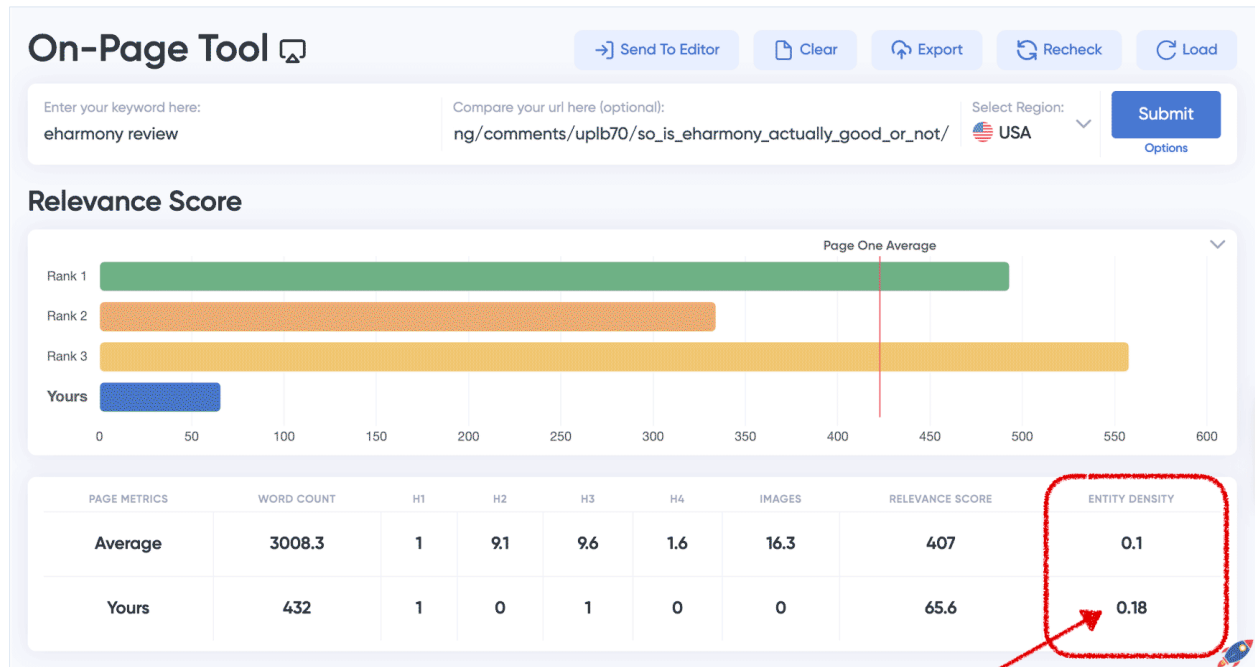 On-Page Tool
Send To Editor
Clear
Export
Recheck
Load
Enter your keyword here:
eharmony review
Compare your url here (optional):
ng/comments/uplb70/so_is_eharmony_actually_good_or_not/
Select Region:
USA
Submit
Options
Relevance Score
Page One Average
Rank 1
Rank 2
Rank 3
Yours
0 50 100 150 200 250 300 350 400 450 500 550 600
PAGE METRICS WORD COUNT H1 H2 H3 H4 IMAGES RELEVANCE SCORE ENTITY DENSITY
Average 3008.3 1 9.1 9.6 1.6 16.3 407 0.1
Yours 432 1 0 1 0 0 65.6 0.18